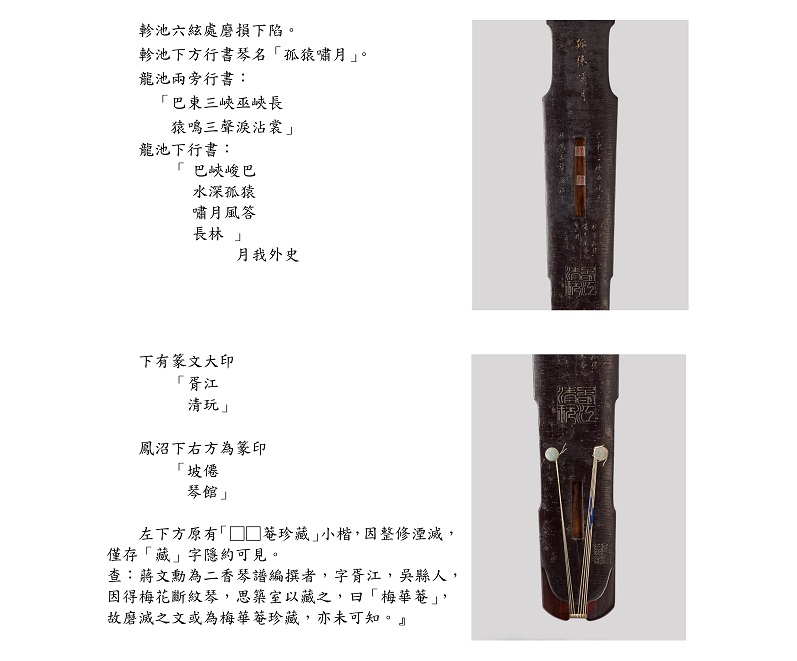 軫池六絃處磨損下陷。
軫池下方行書琴名「孤猿嘯月」。
龍池兩旁行書：
「巴東三峽巫峽長
猿鳴三聲淚沾裳」
龍池下行書：
「巴峽峻巴
水深孤猿
嘯月風答
長林」
月我外史
下有篆文大印
「胥江
清玩」
鳳沼下右方為篆印
「坡僊
琴館」
左下方原有「□□菴珍藏」小楷，因整修湮滅，
僅存「藏」字隱約可見。
查：蔣文勳為二香琴譜編撰者，字胥江，吳縣人，
因得梅花斷紋琴，思築室以藏之，曰「梅華菴」，
故磨滅之文或為梅華菴珍藏，亦未可知。』
孤猿嘯月
胥江
清玩